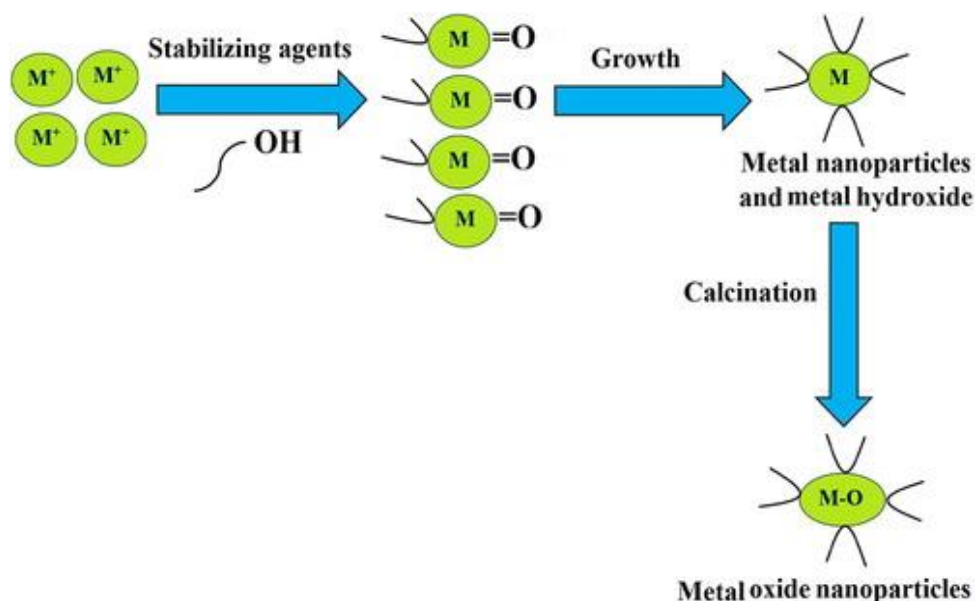 M⁺
M⁺
M⁺
M⁺
Stabilizing agents
OH
M =O
M =O
M =O
M =O
Growth
M
Metal nanoparticles
and metal hydroxide
Calcination
M-O
Metal oxide nanoparticles